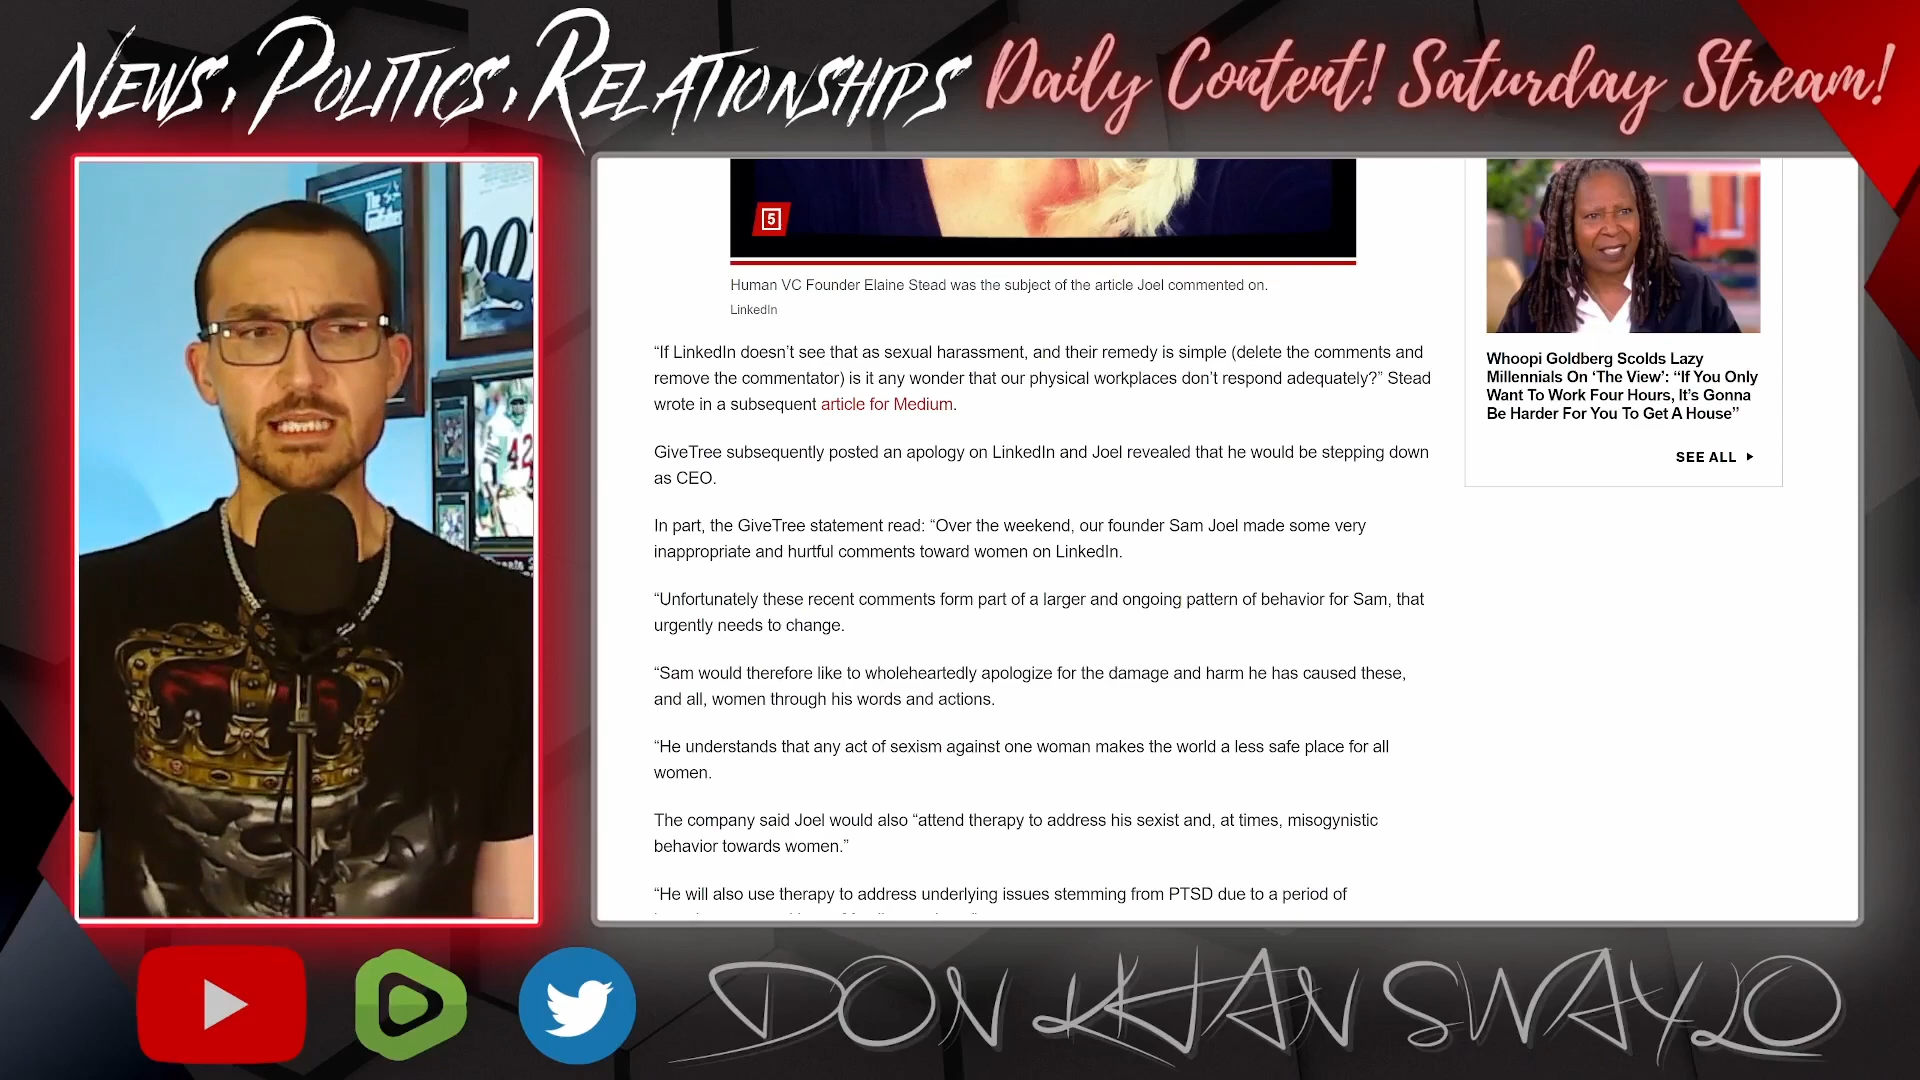 News, Politics, Relationships
Daily Content! Saturday Stream!
The
007
42
5
Human VC Founder Elaine Stead was the subject of the article Joel commented on.
LinkedIn
“If LinkedIn doesn’t see that as sexual harassment, and their remedy is simple (delete the comments and
remove the commentator) is it any wonder that our physical workplaces don’t respond adequately?” Stead
wrote in a subsequent article for Medium.
GiveTree subsequently posted an apology on LinkedIn and Joel revealed that he would be stepping down
as CEO.
In part, the GiveTree statement read: “Over the weekend, our founder Sam Joel made some very
inappropriate and hurtful comments toward women on LinkedIn.
“Unfortunately these recent comments form part of a larger and ongoing pattern of behavior for Sam, that
urgently needs to change.
“Sam would therefore like to wholeheartedly apologize for the damage and harm he has caused these,
and all, women through his words and actions.
“He understands that any act of sexism against one woman makes the world a less safe place for all
women.
The company said Joel would also “attend therapy to address his sexist and, at times, misogynistic
behavior towards women.”
“He will also use therapy to address underlying issues stemming from PTSD due to a period of
Whoopi Goldberg Scolds Lazy
Millennials On ‘The View’: “If You Only
Want To Work Four Hours, It’s Gonna
Be Harder For You To Get A House”
SEE ALL
Don Khan Swaylo